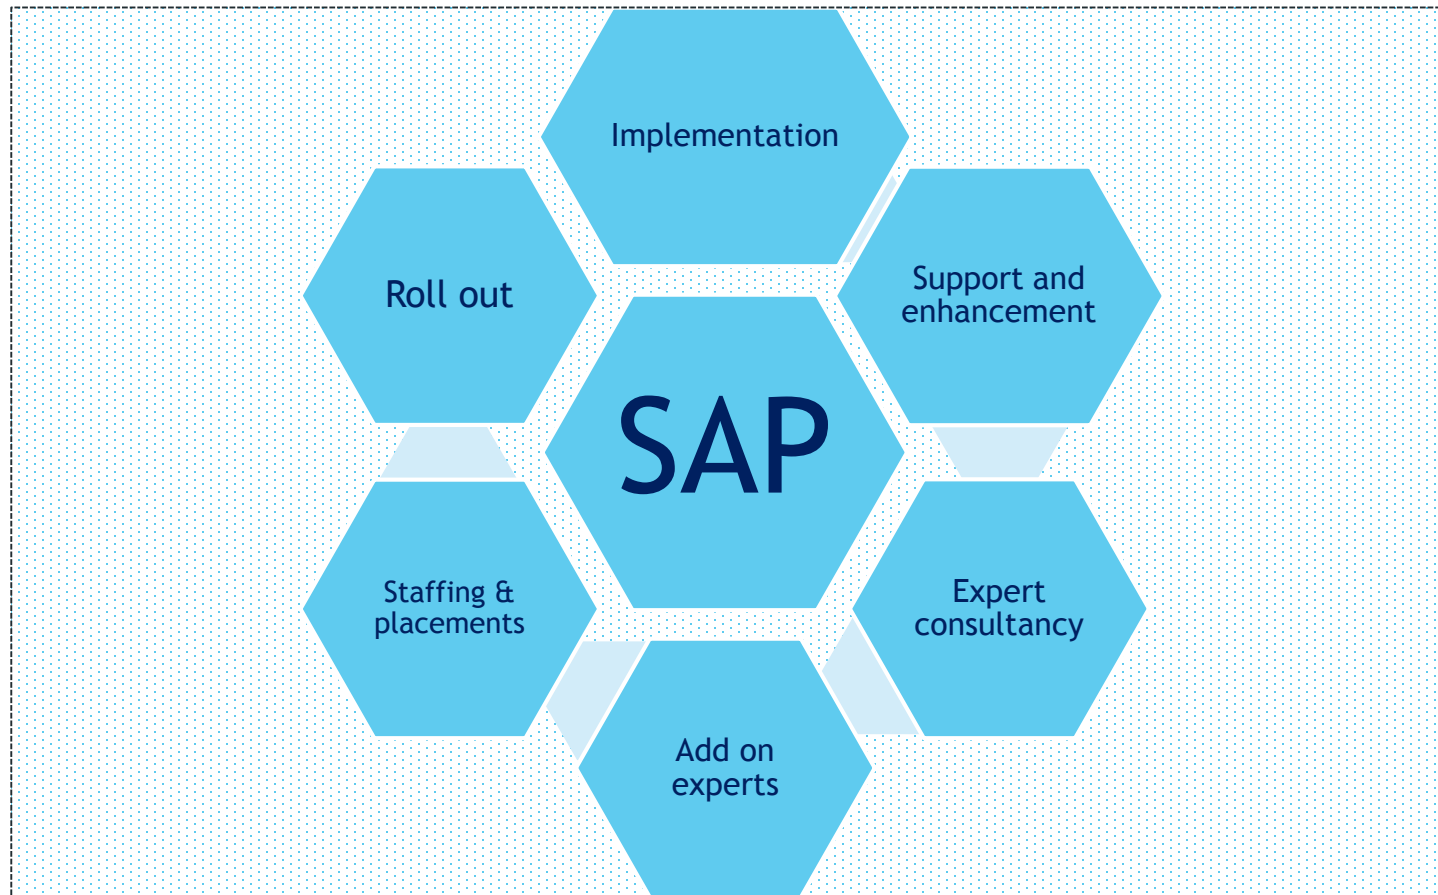 Implementation
Support and
enhancement
Roll out
SAP
Staffing &
placements
Expert
consultancy
Add on
experts